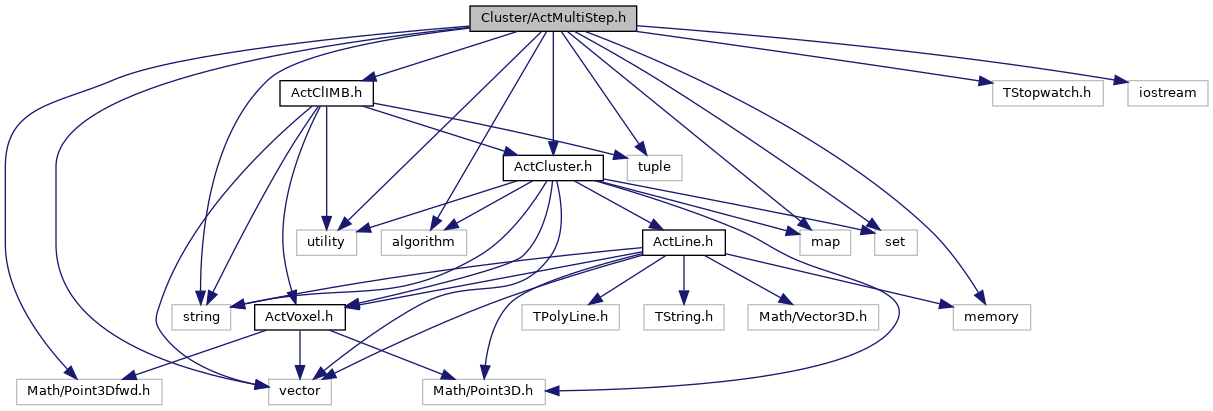 Cluster/ActMultiStep.h
ActClIMB.h
TStopwatch.h
iostream
ActCluster.h
tuple
utility
algorithm
ActLine.h
map
set
string
ActVoxel.h
TPolyLine.h
TString.h
Math/Vector3D.h
memory
Math/Point3Dfwd.h
vector
Math/Point3D.h